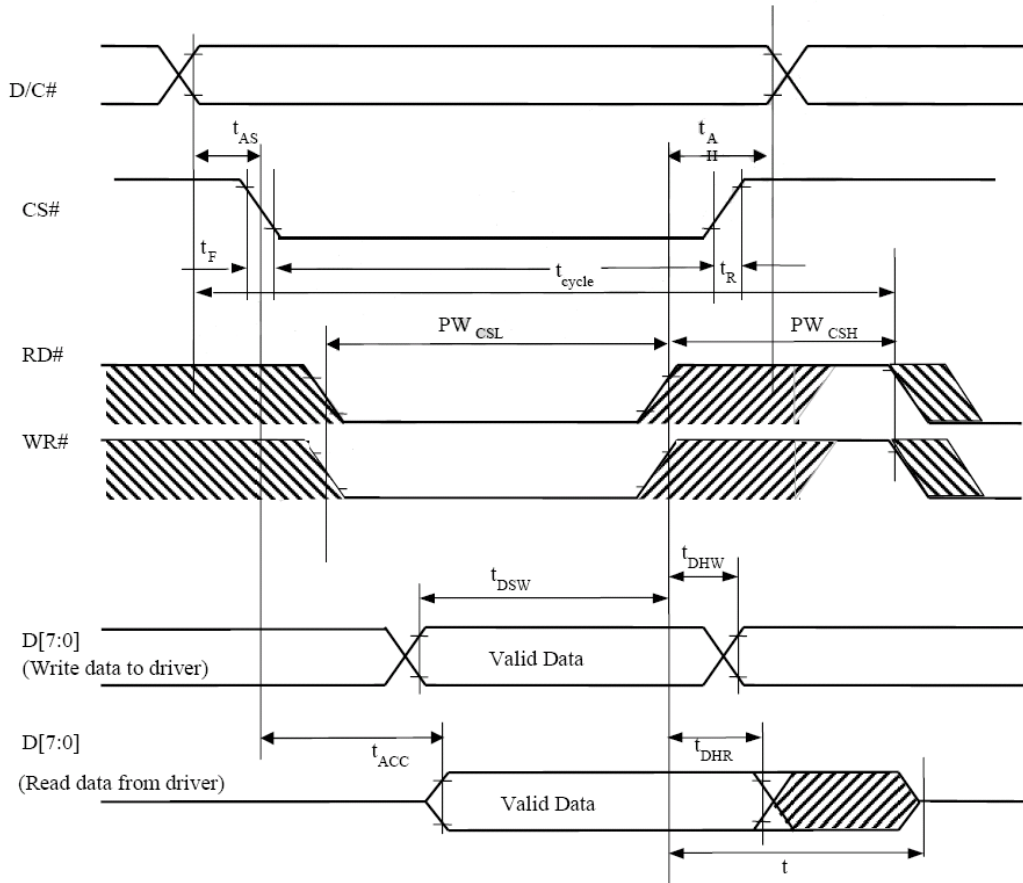 D/C#
t AS
t A H
CS#
t F
t cycle
t R
PW CSL
PW CSH
RD#
WR#
t DSW
t DHW
D[7:0]
(Write data to driver)
Valid Data
D[7:0]
(Read data from driver)
t ACC
t DHR
Valid Data
t